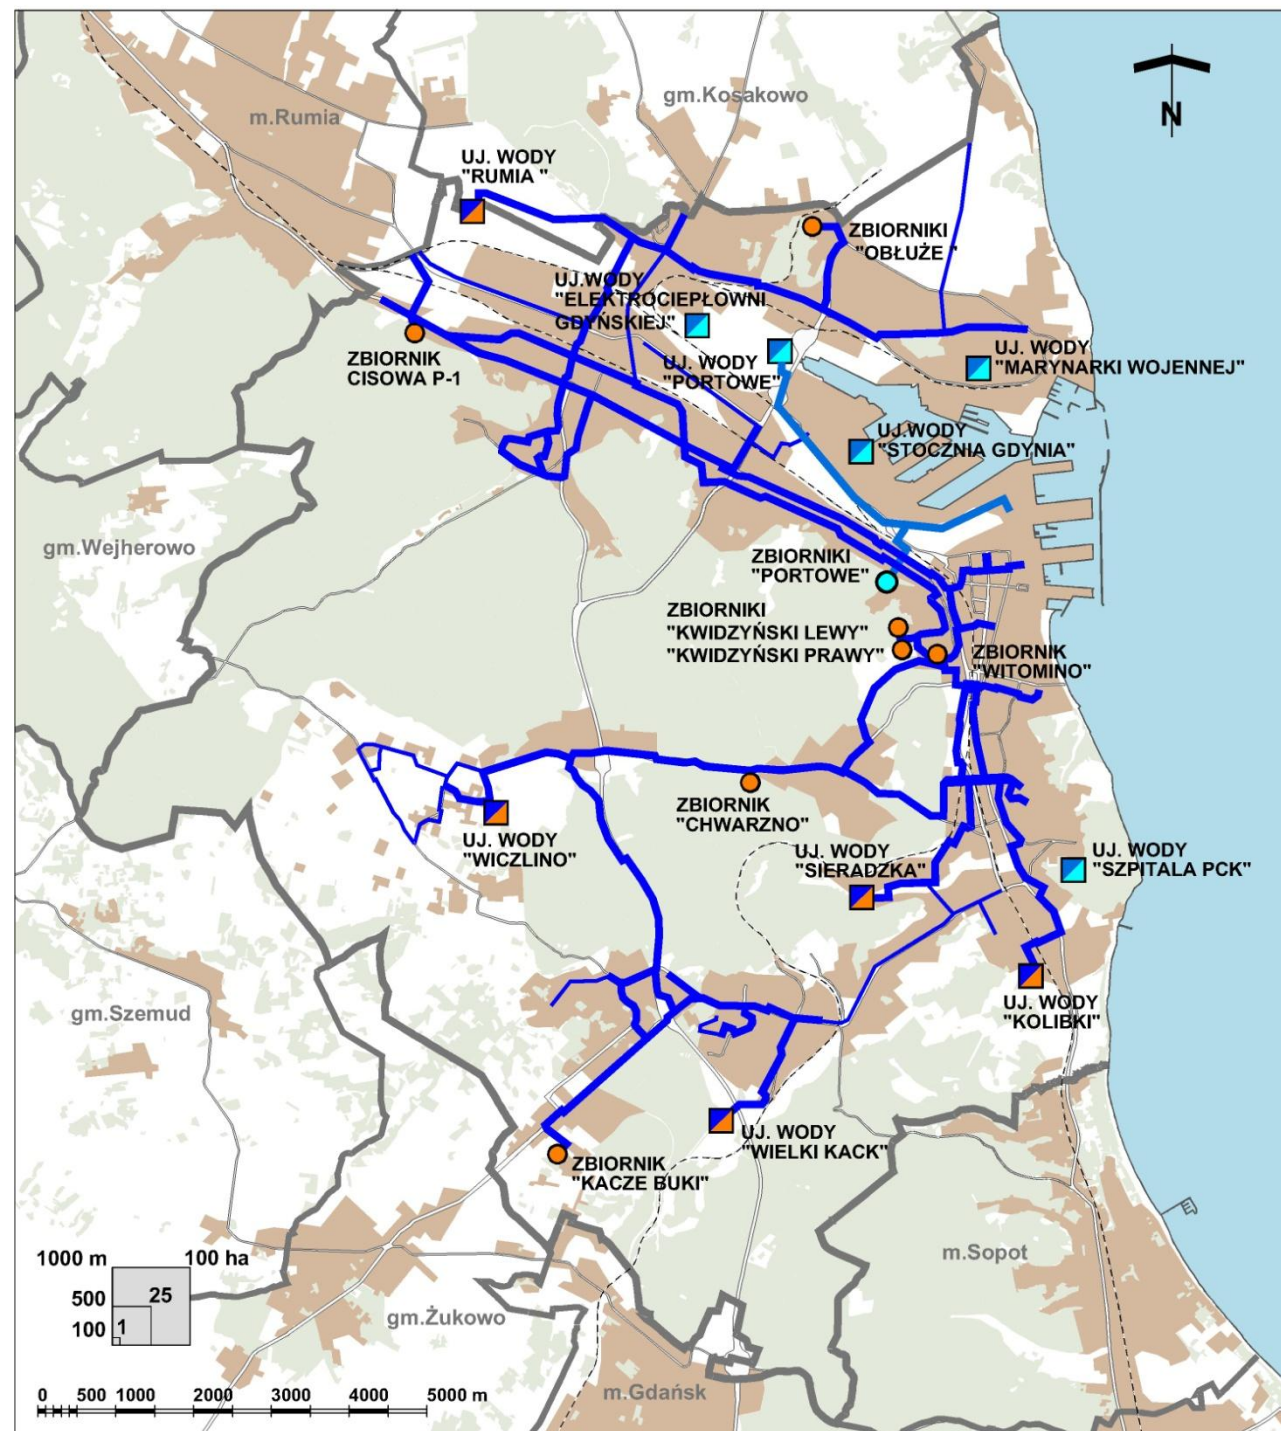 gm.Kosakowo
m.Rumia
N
UJ. WODY
"RUMIA "
ZBIORNIKI
"OBŁUŻE "
UJ.WODY
"ELEKTROCIEPŁOWNI
GDYŃSKIEJ"
ZBIORNIK
CISOWA P-1
UJ. WODY
"PORTOWE"
UJ. WODY
"MARYNARKI WOJENNEJ"
UJ.WODY
"STOCZNIA GDYNIA"
gm.Wejherowo
ZBIORNIKI
"PORTOWE"
ZBIORNIKI
"KWIDZYŃSKI LEWY"
"KWIDZYŃSKI PRAWY"
ZBIORNIK
"WITOMINO"
ZBIORNIK
"CHWARZNO"
UJ. WODY
"WICZLINO"
UJ. WODY
"SIERADZKA"
UJ. WODY
"SZPITALA PCK"
UJ. WODY
"KOLIBKI"
gm.Szemud
UJ. WODY
"WIELKI KACK"
ZBIORNIK
"KACZE BUKI"
m.Sopot
1000 m
100 ha
500
25
100
1
gm.Żukowo
m.Gdańsk
0 500 1000 2000 3000 4000 5000 m